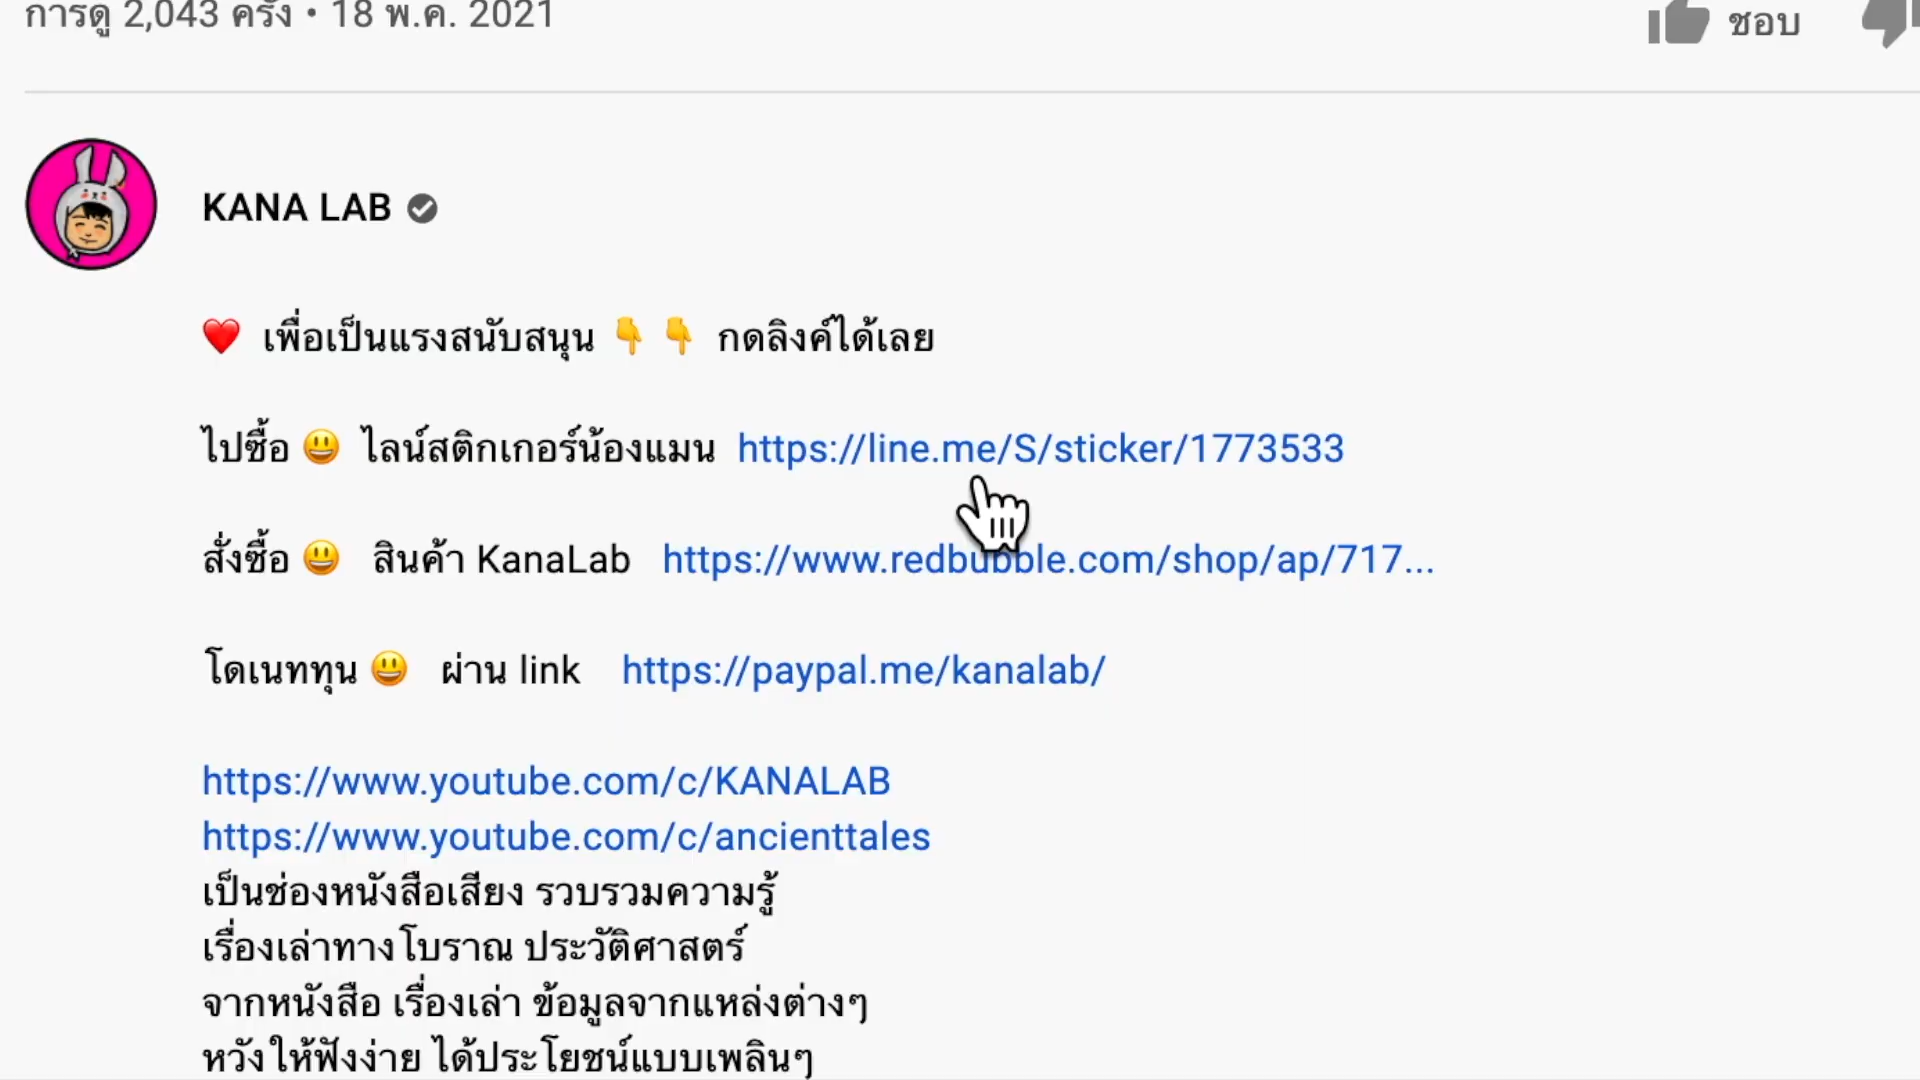 การดู 2,043 ครั้ง • 18 พ.ค. 2021
ชอบ
KANA LAB
❤️ เพื่อเป็นแรงสนับสนุน 👇 👇 กดลิงค์ได้เลย
ไปซื้อ 😃 ไลน์สติกเกอร์น้องแมน https://line.me/S/sticker/1773533
สั่งซื้อ 😃 สินค้า KanaLab https://www.redbubble.com/shop/ap/717...
โดเนททุน 😃 ผ่าน link https://paypal.me/kanalab/
https://www.youtube.com/c/KANALAB
https://www.youtube.com/c/ancienttales
เป็นช่องหนังสือเสียง รวบรวมความรู้
เรื่องเล่าทางโบราณ ประวัติศาสตร์
จากหนังสือ เรื่องเล่า ข้อมูลจากแหล่งต่างๆ
หวังให้ฟังง่าย ได้ประโยชน์แบบเพลินๆ